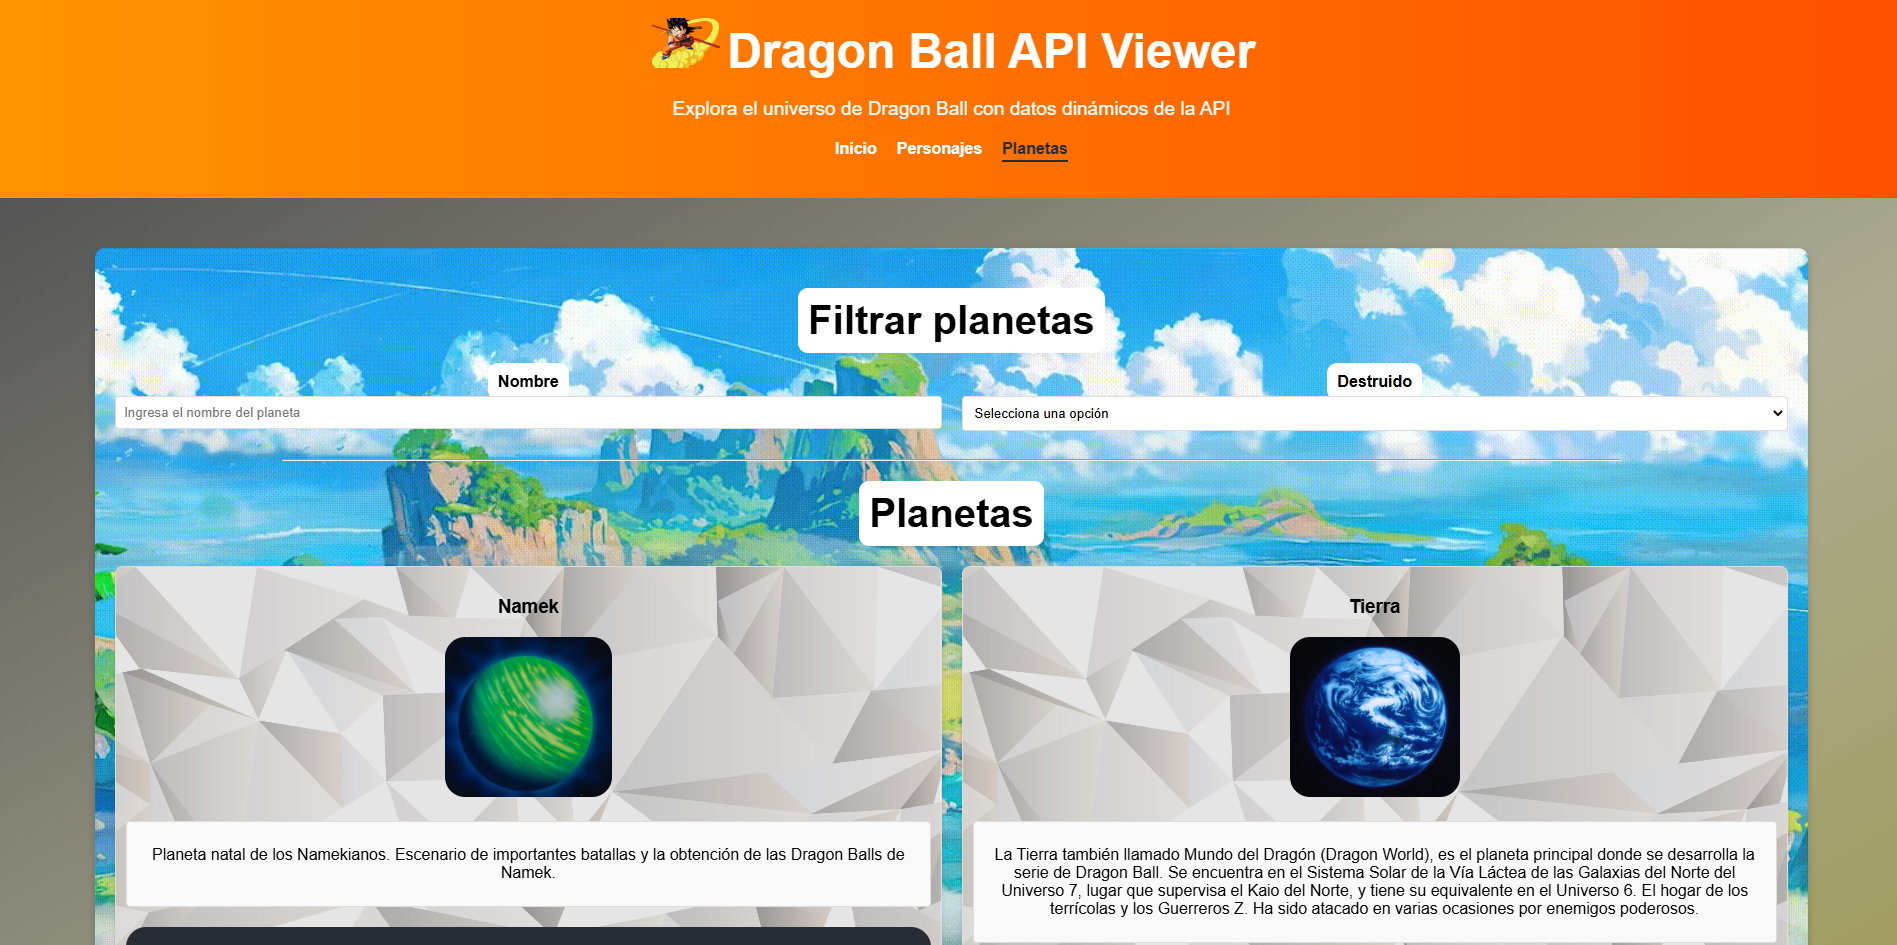 Dragon Ball API Viewer
Explora el universo de Dragon Ball con datos dinámicos de la API
Inicio Personajes Planetas
Filtrar planetas
Nombre
Ingresa el nombre del planeta
Destruido
Selecciona una opción
Planetas
Namek
Planeta natal de los Namekianos. Escenario de importantes batallas y la obtención de las Dragon Balls de
Namek.
Tierra
La Tierra también llamado Mundo del Dragón (Dragon World), es el planeta principal donde se desarrolla la
serie de Dragon Ball. Se encuentra en el Sistema Solar de la Vía Láctea de las Galaxias del Norte del
Universo 7, lugar que supervisa el Kaio del Norte, y tiene su equivalente en el Universo 6. El hogar de los
terrícolas y los Guerreros Z. Ha sido atacado en varias ocasiones por enemigos poderosos.